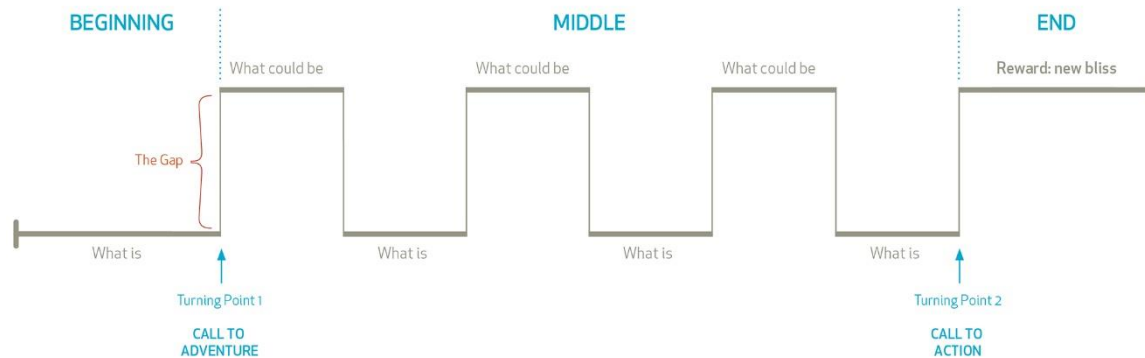 BEGINNING
MIDDLE
END
What could be
What could be
What could be
Reward: new bliss
The Gap
What is
What is
What is
What is
Turning Point 1
Turning Point 2
CALL TO
ADVENTURE
CALL TO
ACTION